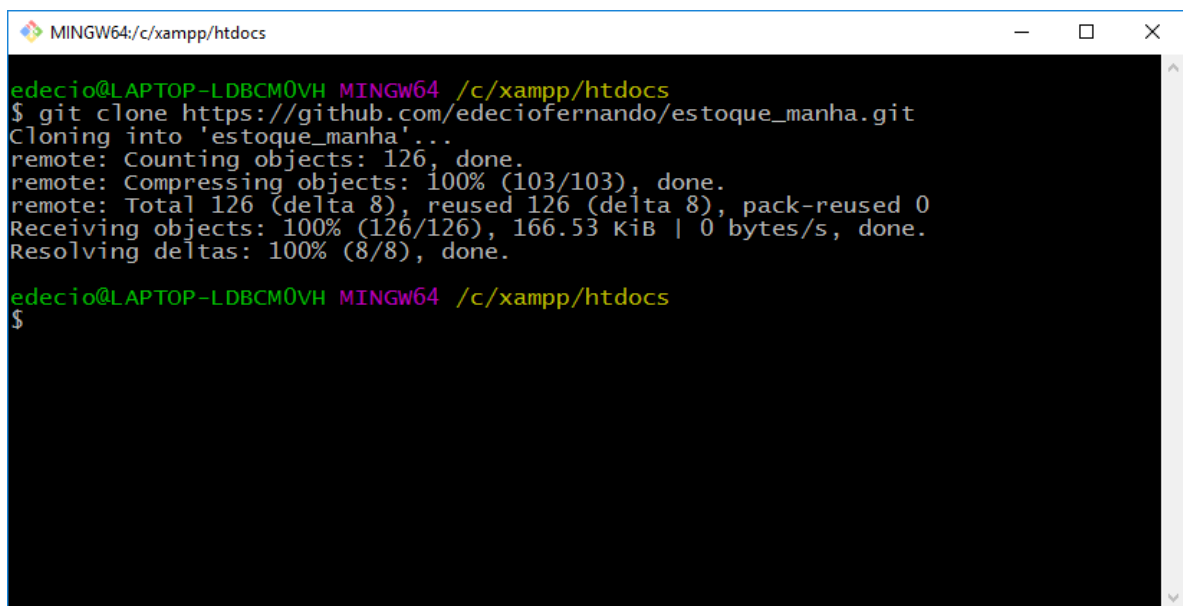 MINGW64:/c/xampp/htdocs
edecio@LAPTOP-LDBCM0VH MINGW64 /c/xampp/htdocs
$ git clone https://github.com/edeciofernando/estoque_manha.git
Cloning into 'estoque_manha'...
remote: Counting objects: 126, done.
remote: Compressing objects: 100% (103/103), done.
remote: Total 126 (delta 8), reused 126 (delta 8), pack-reused 0
Receiving objects: 100% (126/126), 166.53 KiB | 0 bytes/s, done.
Resolving deltas: 100% (8/8), done.
edecio@LAPTOP-LDBCM0VH MINGW64 /c/xampp/htdocs
$